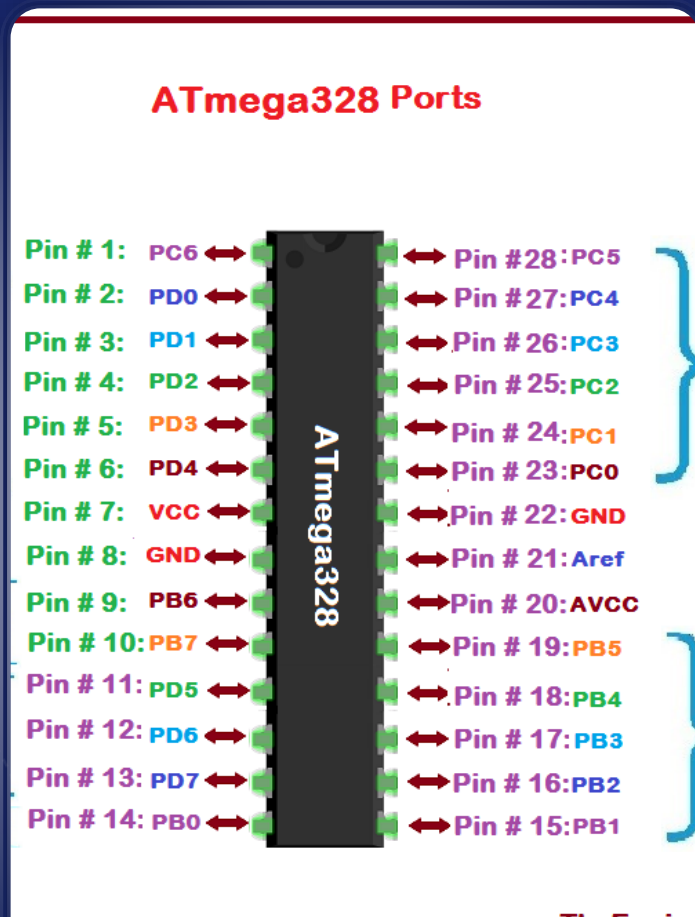 ATmega328 Ports
Pin # 1: PC6
Pin # 2: PD0
Pin # 3: PD1
Pin # 4: PD2
Pin # 5: PD3
Pin # 6: PD4
Pin # 7: VCC
Pin # 8: GND
Pin # 9: PB6
Pin # 10: PB7
Pin # 11: PD5
Pin # 12: PD6
Pin # 13: PD7
Pin # 14: PB0
ATmega328
Pin #28:PC5
Pin # 27:PC4
Pin # 26:PC3
Pin # 25:PC2
Pin # 24:PC1
Pin # 23:PC0
Pin # 22:GND
Pin # 21:Aref
Pin # 20:AVCC
Pin # 19:PB5
Pin # 18:PB4
Pin # 17:PB3
Pin # 16:PB2
Pin # 15:PB1